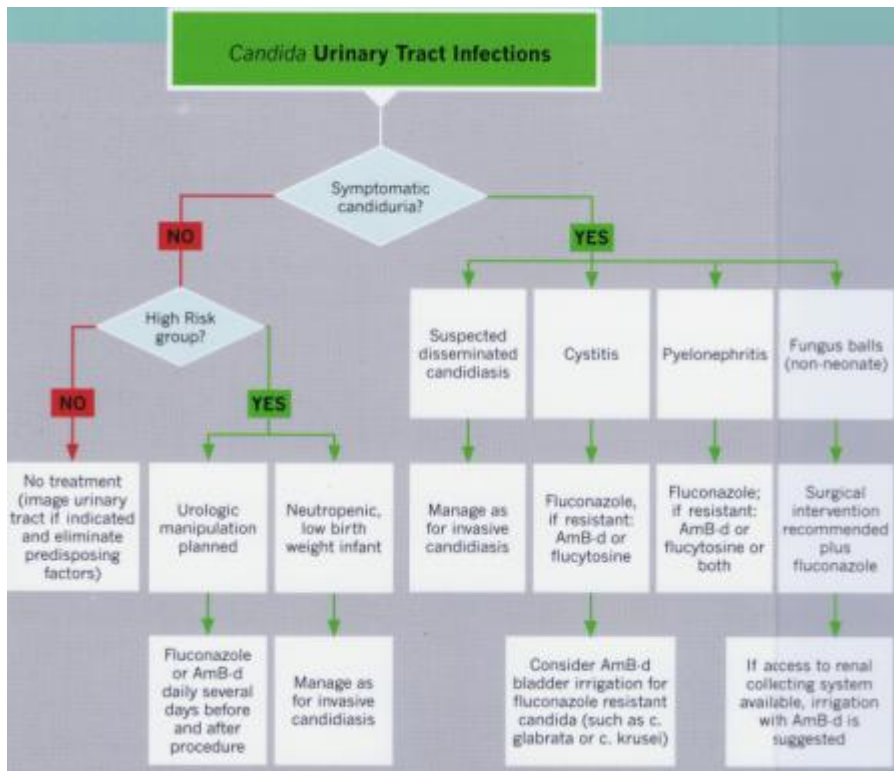 Candida Urinary Tract Infections
Symptomatic
candiduria?
NO
YES
High Risk
group?
Suspected
disseminated
candidiasis
Cystitis
Pyelonephritis
Fungus balls
(non-neonate)
NO
YES
No treatment
(image urinary
tract if indicated
and eliminate
predisposing
factors)
Urologic
manipulation
planned
Neutropenic,
low birth
weight infant
Manage as
for invasive
candidiasis
Fluconazole,
if resistant:
AmB-d or
flucytosine
Fluconazole;
if resistant:
AmB-d or
flucytosine or
both
Surgical
intervention
recommended
plus
fluconazole
Fluconazole
or AmB-d
daily several
days before
and after
procedure
Manage as
for invasive
candidiasis
Consider AmB-d
bladder irrigation for
fluconazole resistant
candida (such as c.
glabrata or c. krusei)
If access to renal
collecting system
available, irrigation
with AmB-d is
suggested